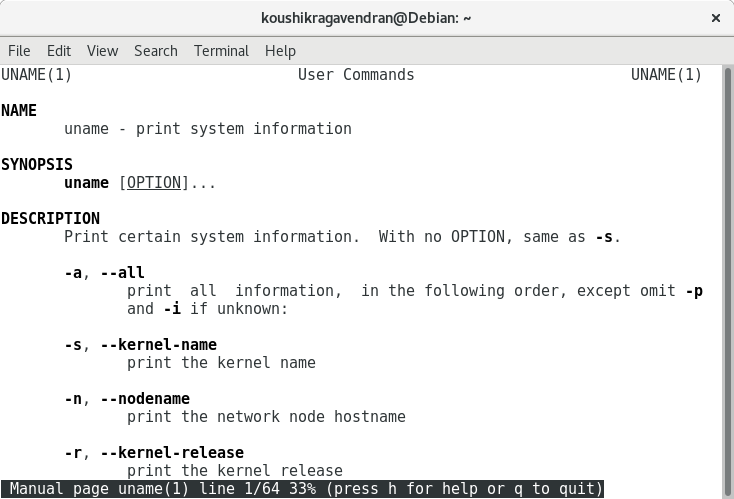 koushikragavendran@Debian: ~ ×
File Edit View Search Terminal Help
UNAME(1) User Commands UNAME(1)
NAME
uname - print system information
SYNOPSIS
uname [OPTION]...
DESCRIPTION
Print certain system information. With no OPTION, same as -s.
-a, --all
print all information, in the following order, except omit -p
and -i if unknown:
-s, --kernel-name
print the kernel name
-n, --nodename
print the network node hostname
-r, --kernel-release
print the kernel release
Manual page uname(1) line 1/64 33% (press h for help or q to quit)